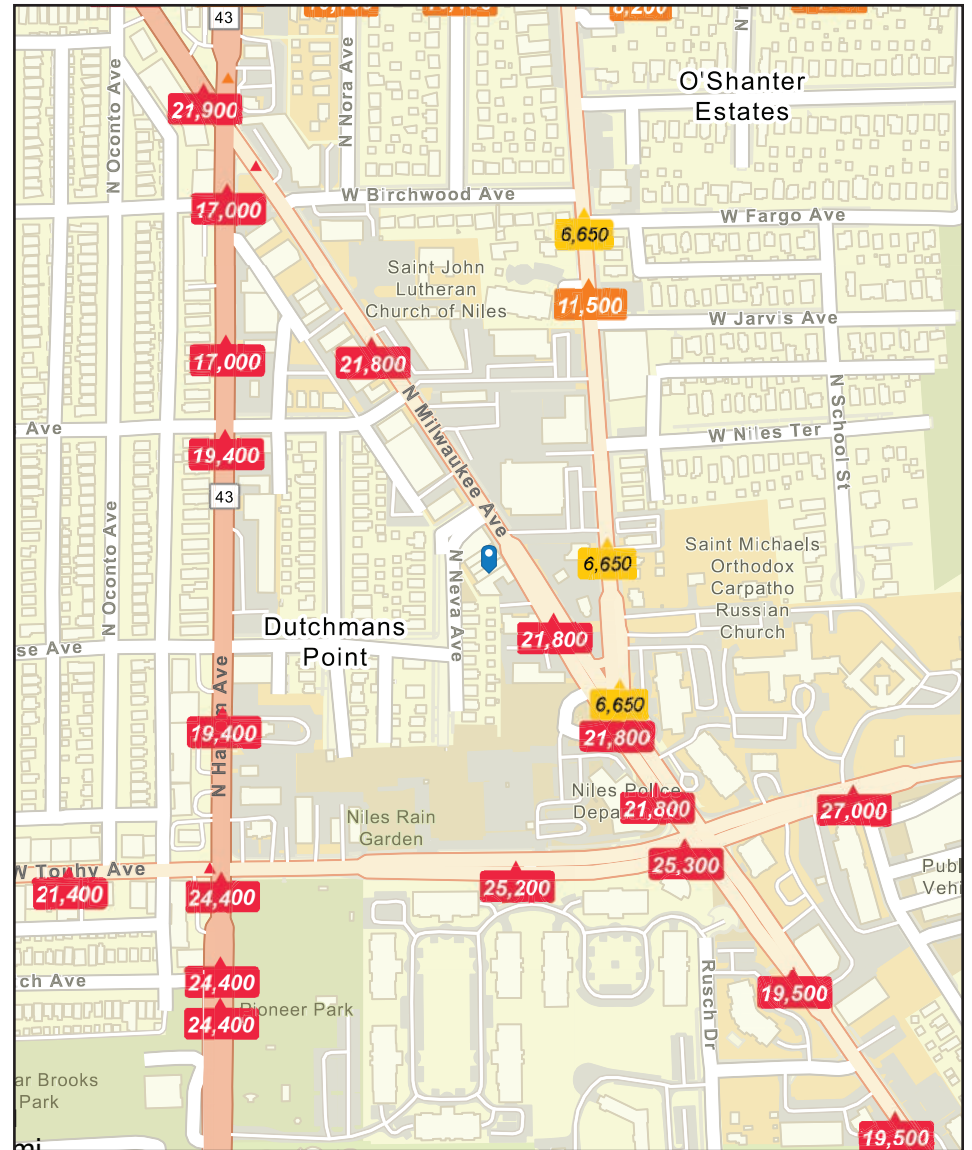 43
8,200
N Nora Ave
N Oconto Ave
O'Shanter
Estates
21,900
W Birchwood Ave
17,000
W Fargo Ave
6,650
Saint John
Lutheran
Church of Niles
11,500
W Jarvis Ave
17,000
21,800
N Milwaukee Ave
N School St
Ave
W Niles Ter
19,400
43
N Oconto Ave
N Neva Ave
6,650
Saint Michaels
Orthodox
Carpatho
Russian
Church
Dutchmans
Point
21,800
se Ave
6,650
19,400
21,800
Niles Police
21,800
27,000
Niles Rain
Garden
W Touhy Ave
25,300
21,400
24,400
25,200
Publ
Vehi
ch Ave
24,400
Rusch Dr
19,500
Pioneer Park
24,400
ar Brooks
Park
19,500
mi